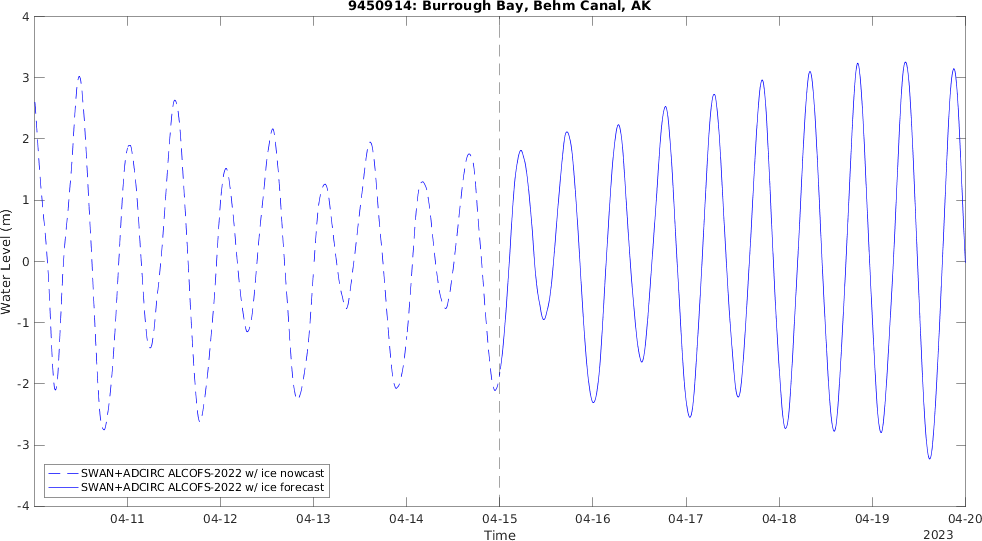 9450914: Burrough Bay, Behm Canal, AK
4
3
2
1
0
-1
-2
-3
-4
Water Level (m)
SWAN+ADCIRC ALCOFS-2022 w/ ice nowcast
SWAN+ADCIRC ALCOFS-2022 w/ ice forecast
04-11 04-12 04-13 04-14 04-15 04-16 04-17 04-18 04-19 04-20
Time
2023